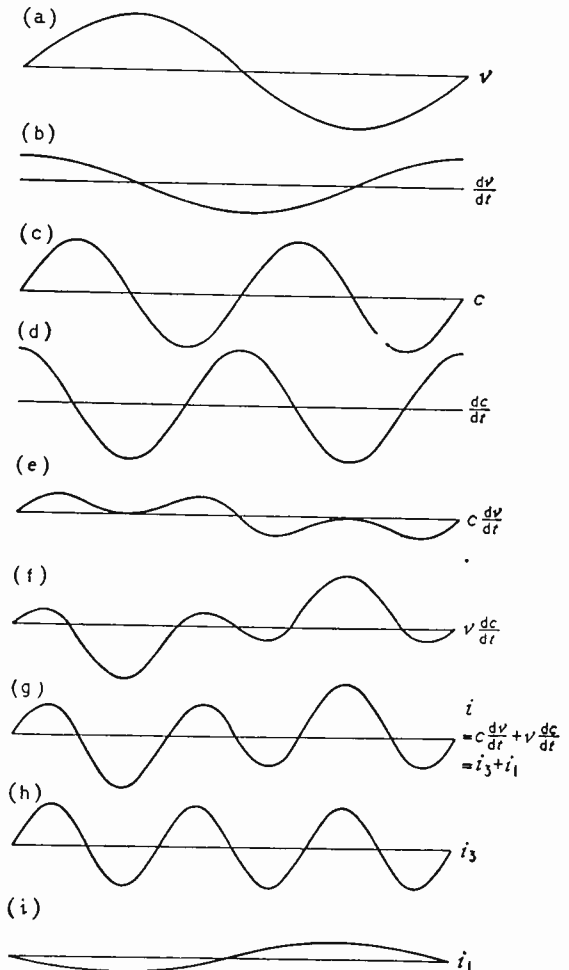 (a)
v
(b)
dv/dt
(c)
c
(d)
dc/dt
(e)
c dv/dt
(f)
v dc/dt
(g)
i
=c dv/dt + v dc/dt
=i₃+i₁
(h)
i₃
(i)
i₁